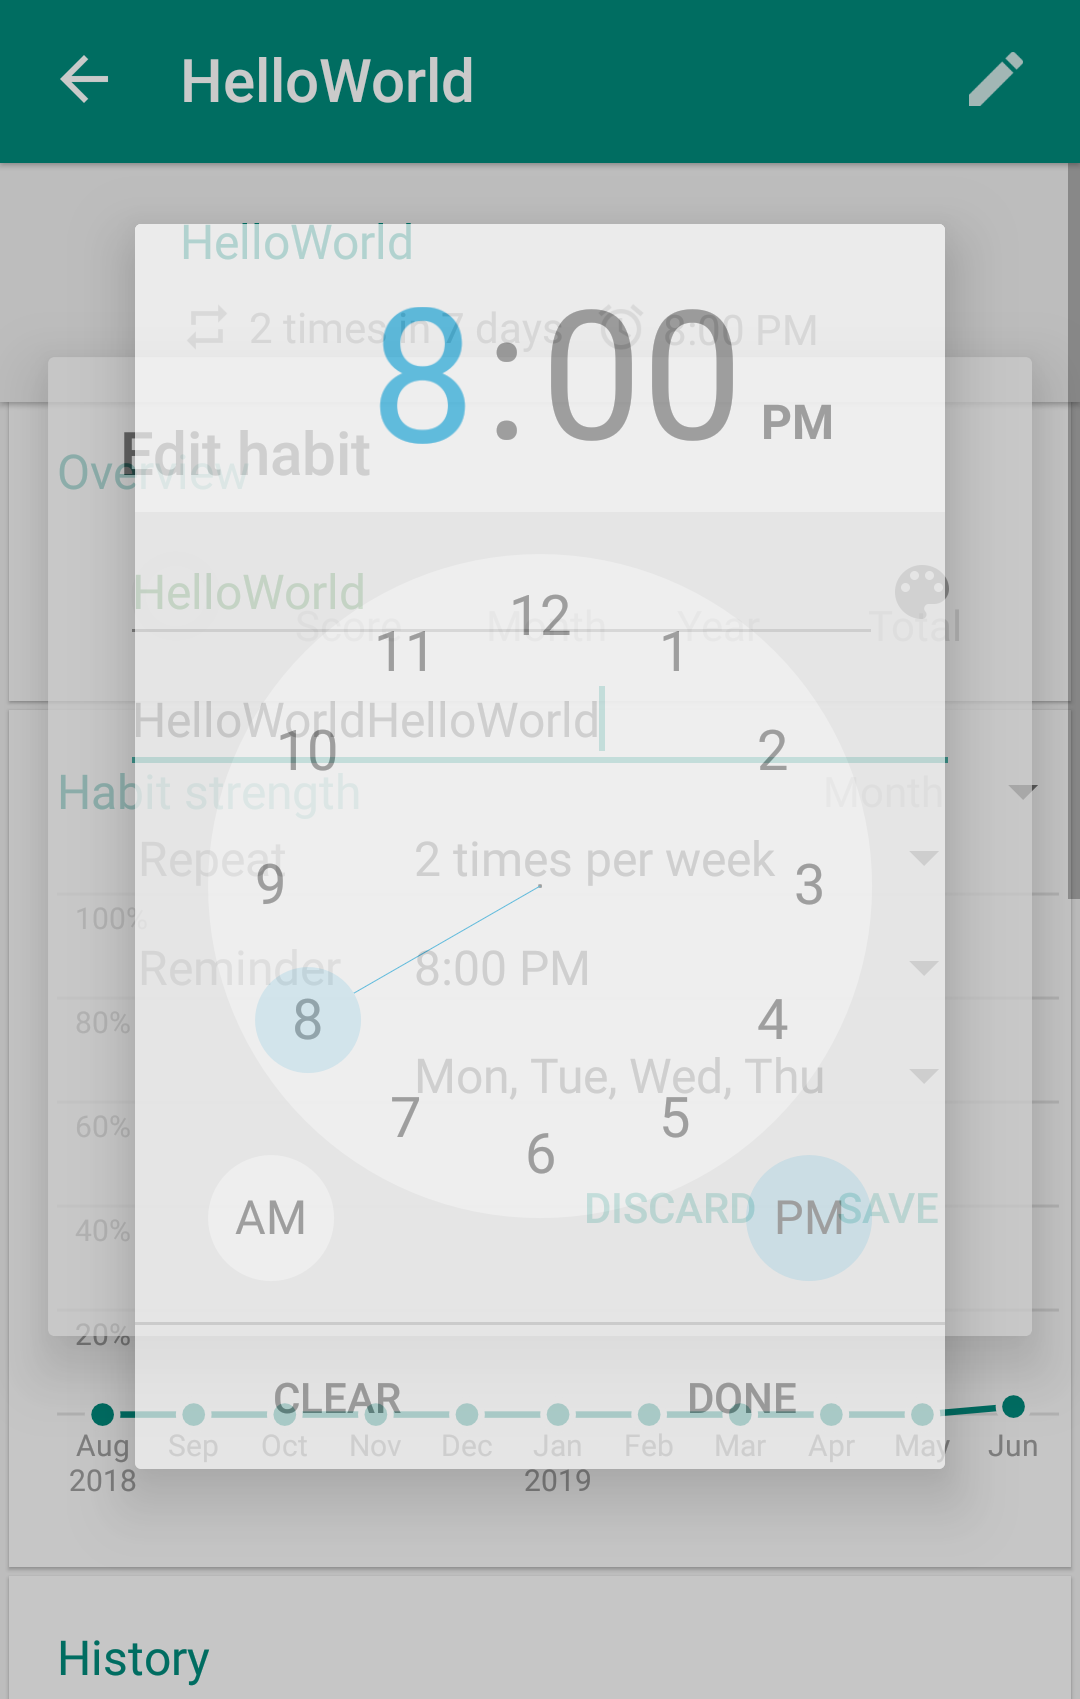 HelloWorld
HelloWorld
2 times in 7 days 8:00 PM
8:00 PM
Edit habit
Overview
HelloWorld
Score Month Year Total
12
11 1
HelloWorldHelloWorld
10 2
Habit strength Month
Repeat 2 times per week
9 3
100%
Reminder 8:00 PM
8 4
80%
Mon, Tue, Wed, Thu
7 5
60%
6
AM DISCARD PM SAVE
40%
20%
CLEAR DONE
Aug Sep Oct Nov Dec Jan Feb Mar Apr May Jun
2018 2019
History